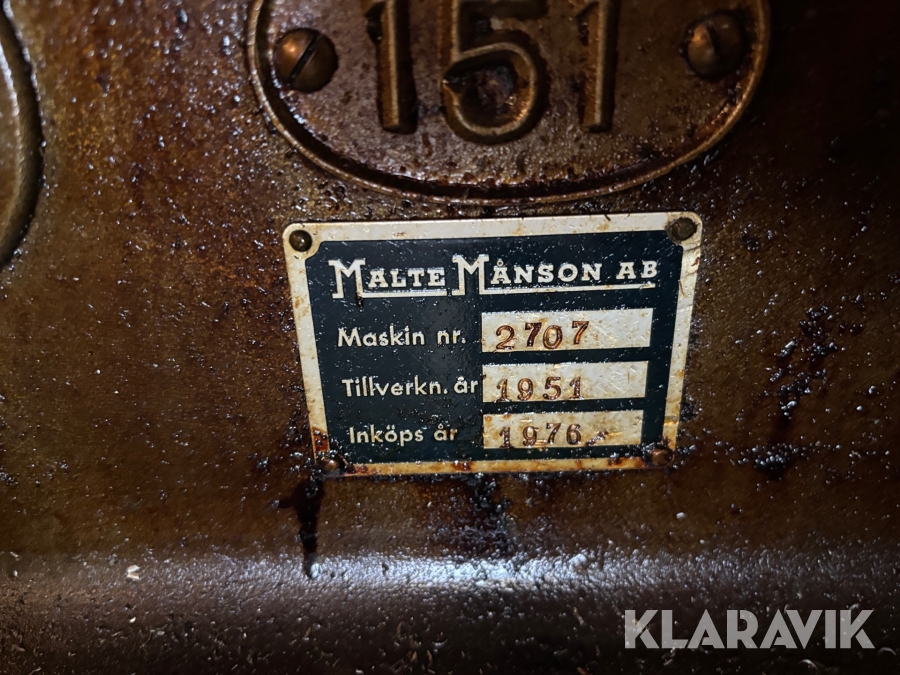 151
MALTE MÅNSON AB
Maskin nr. 2707
Tillverkn. år 1951
Inköps år 1976
KLARAVIK